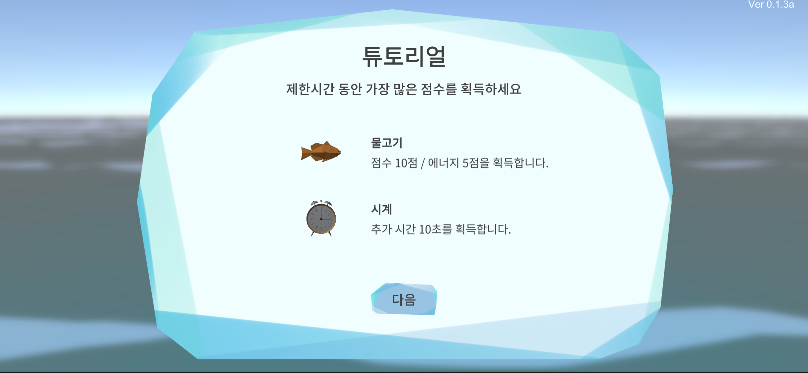 Ver 0.1.3a
튜토리얼
제한시간 동안 가장 많은 점수를 획득하세요
물고기
점수 10점 / 에너지 5점을 획득합니다.
시계
추가 시간 10초를 획득합니다.
다음